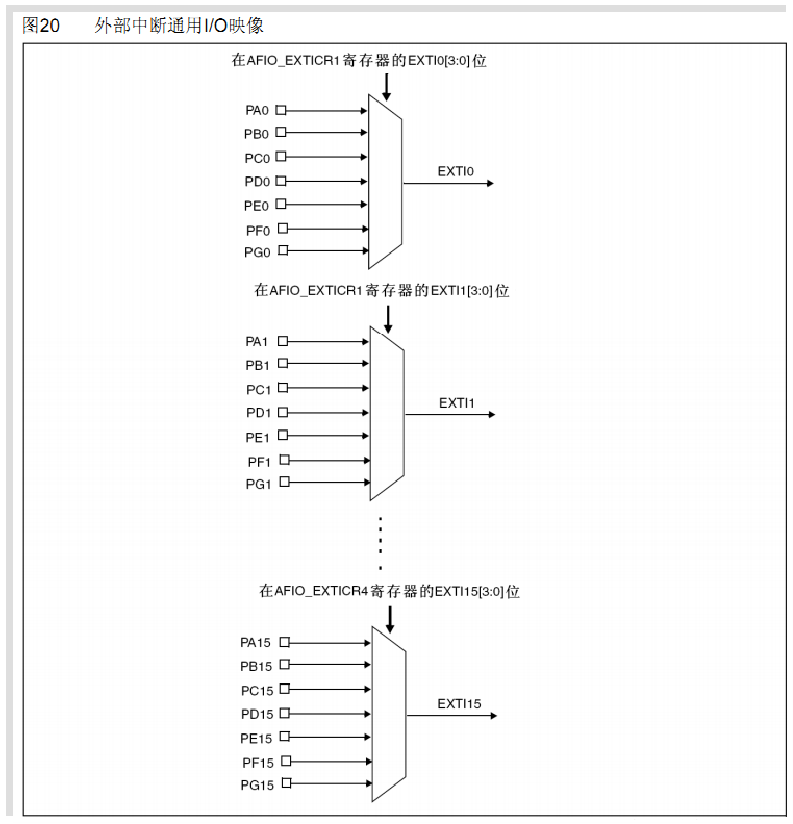 图20 外部中断通用I/O映像
在AFIO_EXTICR1寄存器的EXTI0[3:0]位
PA0
PB0
PC0
PD0
EXTI0
PE0
PF0
PG0
在AFIO_EXTICR1寄存器的EXTI1[3:0]位
PA1
PB1
PC1
PD1
EXTI1
PE1
PF1
PG1
在AFIO_EXTICR4寄存器的EXTI15[3:0]位
PA15
PB15
PC15
PD15
EXTI15
PE15
PF15
PG15